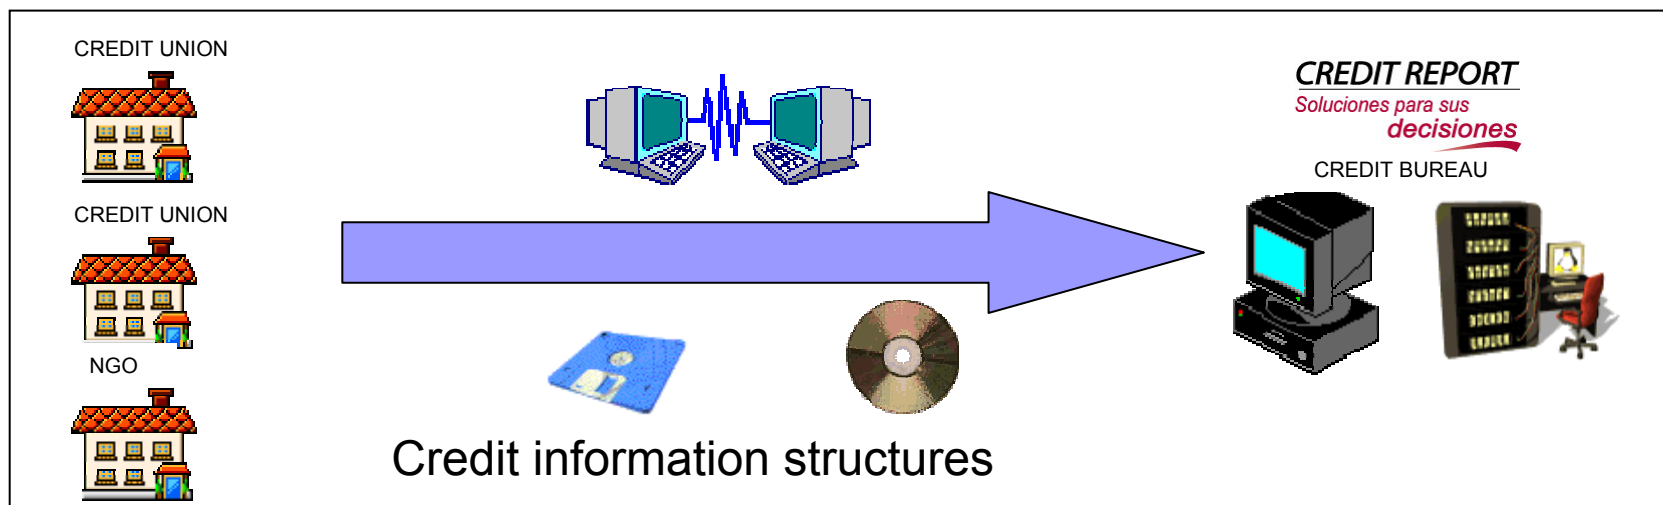 CREDIT UNION
CREDIT UNION
NGO
Credit information structures
CREDIT REPORT
Soluciones para sus
decisiones
CREDIT BUREAU